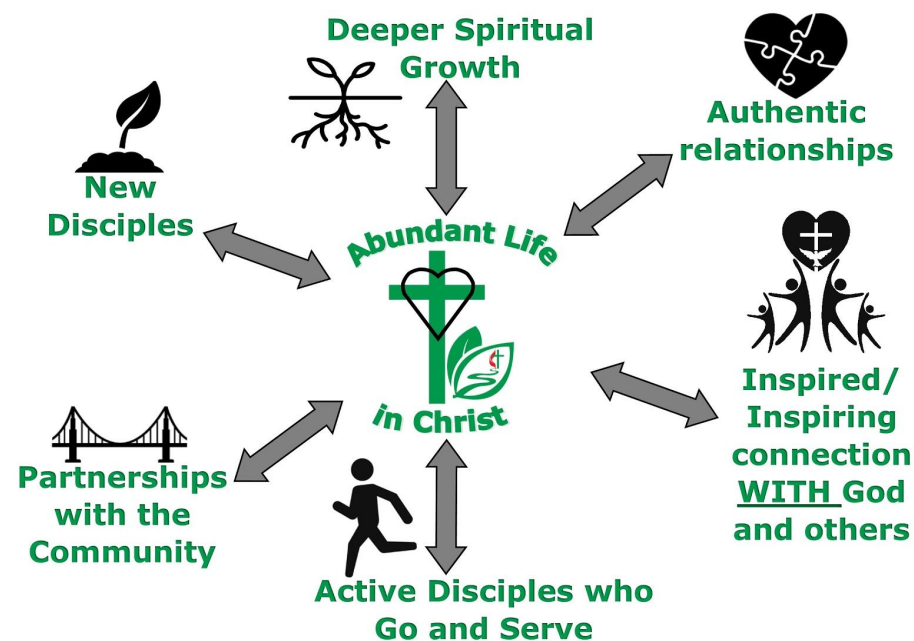 Deeper Spiritual
Growth
Authentic
relationships
New
Disciples
Abundant Life
in Christ
Inspired/
Inspiring
connection
WITH God
and others
Partnerships
with the
Community
Active Disciples who
Go and Serve